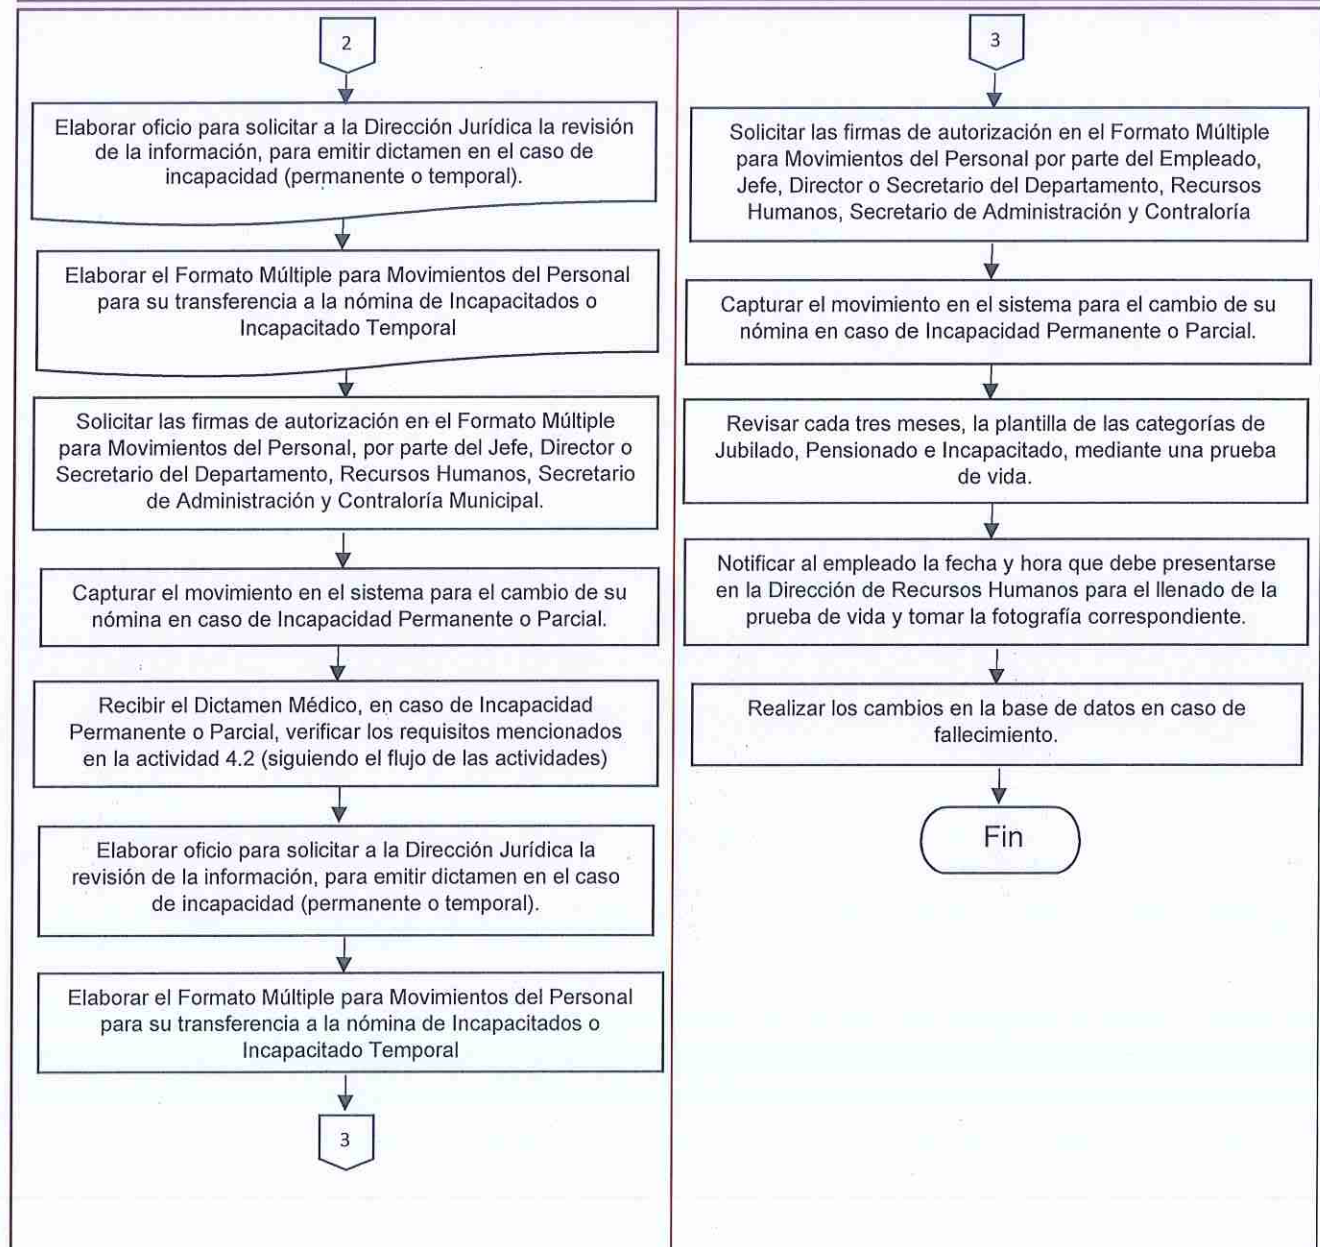 2
Elaborar oficio para solicitar a la Dirección Jurídica la revisión
de la información, para emitir dictamen en el caso de
incapacidad (permanente o temporal).
Elaborar el Formato Múltiple para Movimientos del Personal
para su transferencia a la nómina de Incapacitados o
Incapacitado Temporal
Solicitar las firmas de autorización en el Formato Múltiple
para Movimientos del Personal, por parte del Jefe, Director o
Secretario del Departamento, Recursos Humanos, Secretario
de Administración y Contraloría Municipal.
Capturar el movimiento en el sistema para el cambio de su
nómina en caso de Incapacidad Permanente o Parcial.
Recibir el Dictamen Médico, en caso de Incapacidad
Permanente o Parcial, verificar los requisitos mencionados
en la actividad 4.2 (siguiendo el flujo de las actividades)
Elaborar oficio para solicitar a la Dirección Jurídica la
revisión de la información, para emitir dictamen en el caso
de incapacidad (permanente o temporal).
Elaborar el Formato Múltiple para Movimientos del Personal
para su transferencia a la nómina de Incapacitados o
Incapacitado Temporal
3
3
Solicitar las firmas de autorización en el Formato Múltiple
para Movimientos del Personal por parte del Empleado,
Jefe, Director o Secretario del Departamento, Recursos
Humanos, Secretario de Administración y Contraloría
Capturar el movimiento en el sistema para el cambio de su
nómina en caso de Incapacidad Permanente o Parcial.
Revisar cada tres meses, la plantilla de las categorías de
Jubilado, Pensionado e Incapacitado, mediante una prueba
de vida.
Notificar al empleado la fecha y hora que debe presentarse
en la Dirección de Recursos Humanos para el llenado de la
prueba de vida y tomar la fotografía correspondiente.
Realizar los cambios en la base de datos en caso de
fallecimiento.
Fin